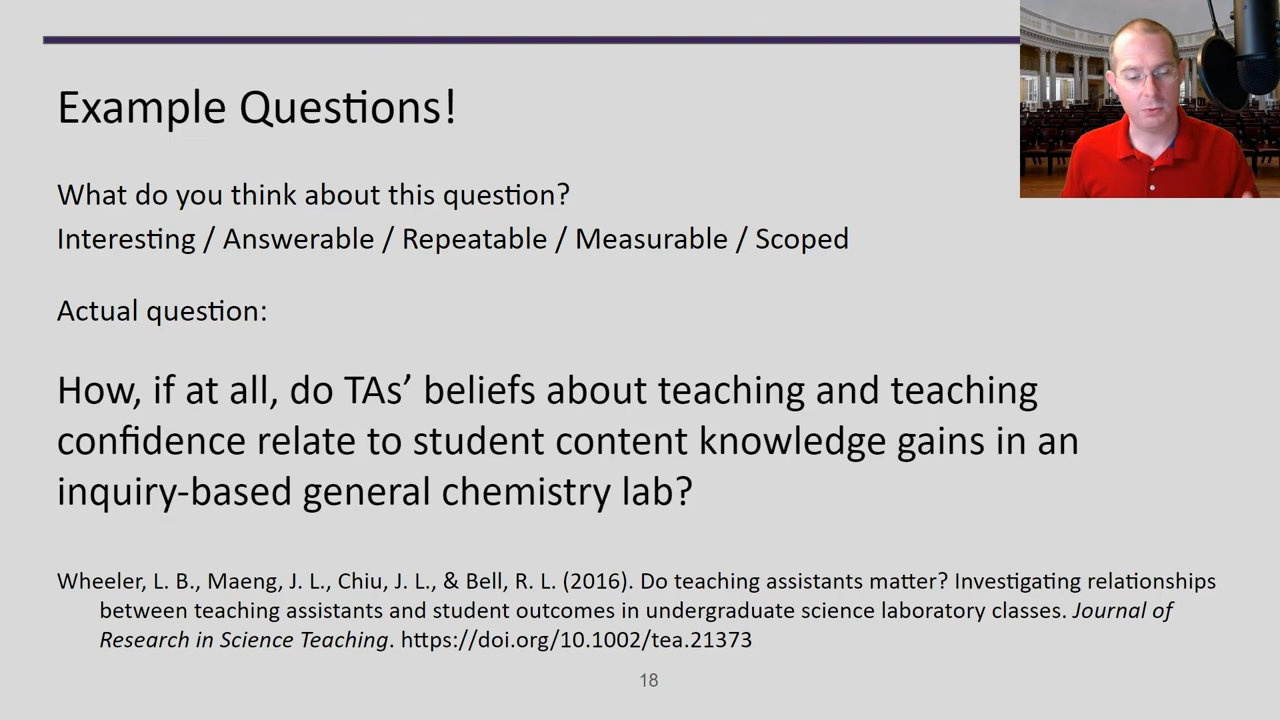 Example Questions!
What do you think about this question?
Interesting / Answerable / Repeatable / Measurable / Scoped
Actual question:
How, if at all, do TAs’ beliefs about teaching and teaching
confidence relate to student content knowledge gains in an
inquiry-based general chemistry lab?
Wheeler, L. B., Maeng, J. L., Chiu, J. L., & Bell, R. L. (2016). Do teaching assistants matter? Investigating relationships
between teaching assistants and student outcomes in undergraduate science laboratory classes. Journal of
Research in Science Teaching. https://doi.org/10.1002/tea.21373
18